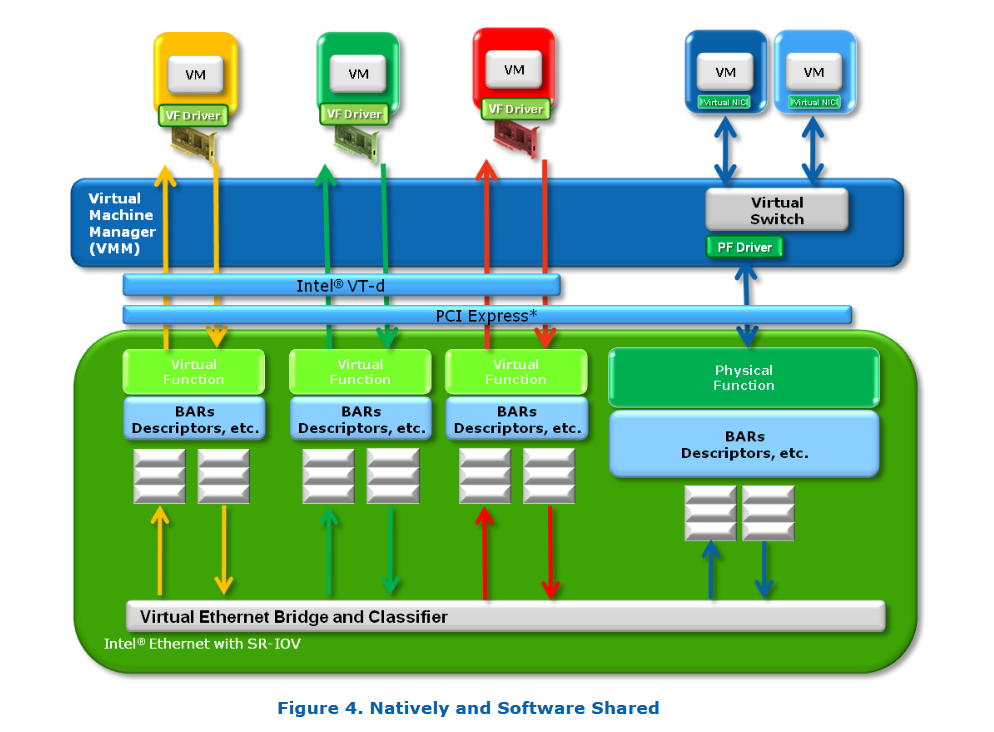 VM
VM
VM
VM
VM
VF Driver
VF Driver
VF Driver
Virtual NIC
Virtual NIC
Virtual
Machine
Manager
(VMM)
Virtual
Switch
PF Driver
Intel® VT-d
PCI Express*
Virtual
Function
Virtual
Function
Virtual
Function
Physical
Function
BARs
Descriptors, etc.
BARs
Descriptors, etc.
BARs
Descriptors, etc.
BARs
Descriptors, etc.
Virtual Ethernet Bridge and Classifier
Intel® Ethernet with SR-IOV
Figure 4. Natively and Software Shared